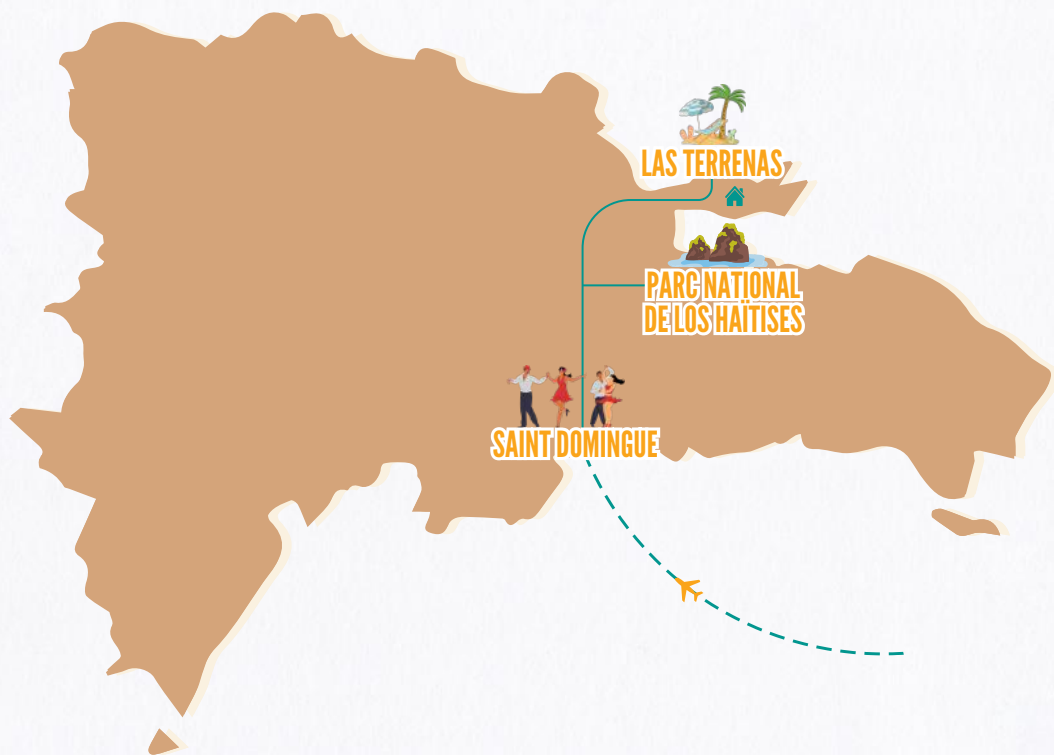 LAS TERRENAS
PARC NATIONAL
DE LOS HAÏTISES
SAINT DOMINGUE